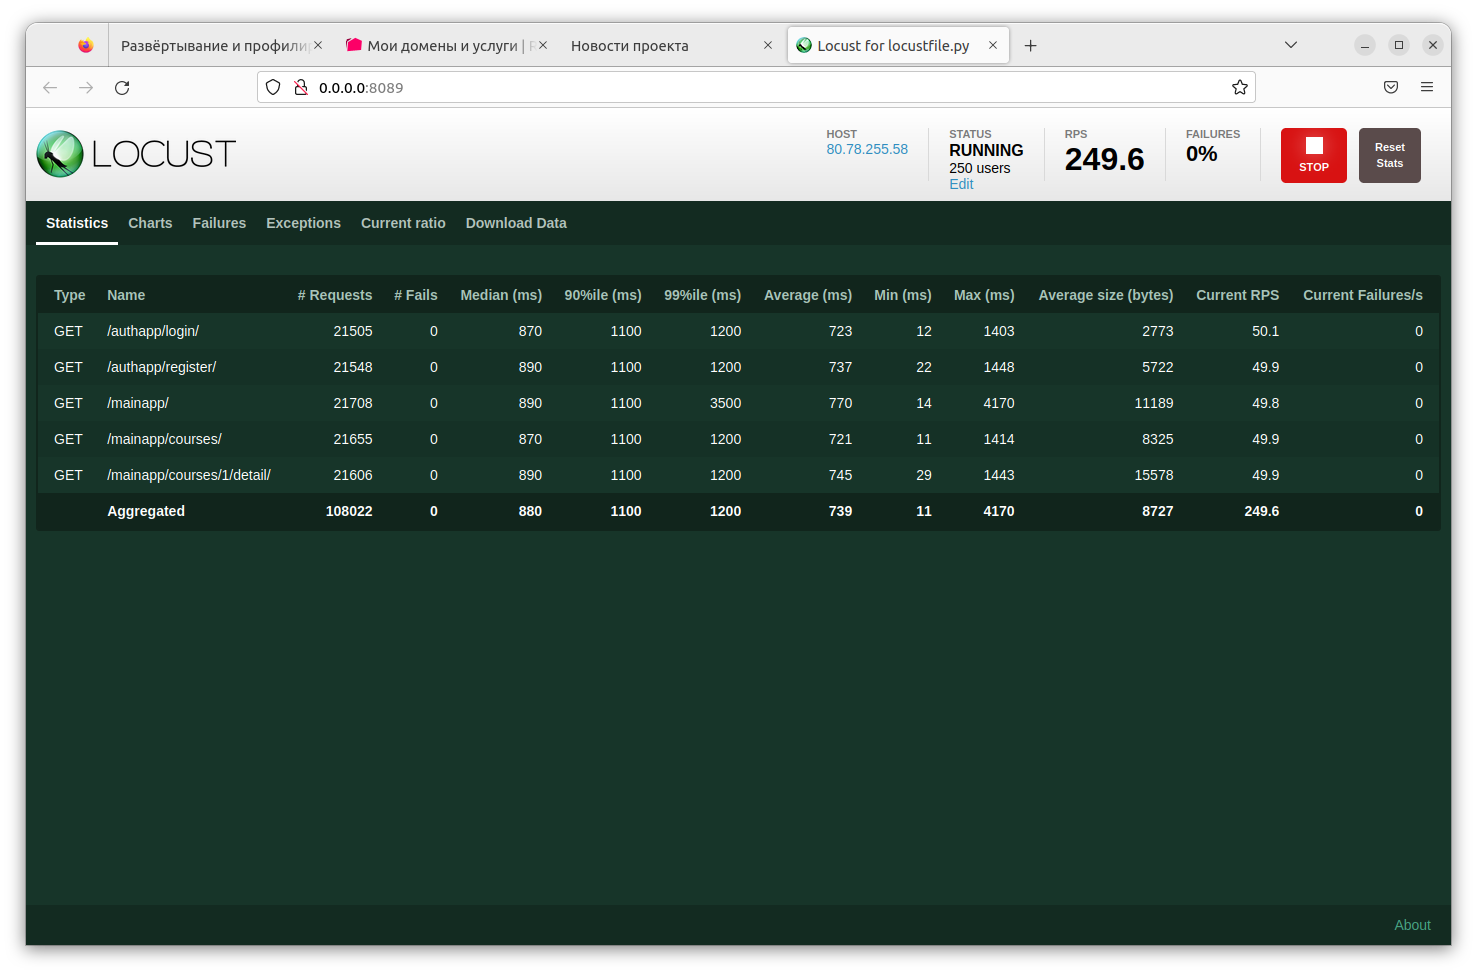 Развёртывание и профили
Мои домены и услуги | R
Новости проекта
Locust for locustfile.py
0.0.0.0:8089
LOCUST
HOST
80.78.255.58
STATUS
RUNNING
250 users
Edit
RPS
249.6
FAILURES
0%
STOP
Reset
Stats
Statistics Charts Failures Exceptions Current ratio Download Data
Type Name # Requests # Fails Median (ms) 90%ile (ms) 99%ile (ms) Average (ms) Min (ms) Max (ms) Average size (bytes) Current RPS Current Failures/s
GET /authapp/login/ 21505 0 870 1100 1200 723 12 1403 2773 50.1 0
GET /authapp/register/ 21548 0 890 1100 1200 737 22 1448 5722 49.9 0
GET /mainapp/ 21708 0 890 1100 3500 770 14 4170 11189 49.8 0
GET /mainapp/courses/ 21655 0 870 1100 1200 721 11 1414 8325 49.9 0
GET /mainapp/courses/1/detail/ 21606 0 890 1100 1200 745 29 1443 15578 49.9 0
Aggregated 108022 0 880 1100 1200 739 11 4170 8727 249.6 0
About